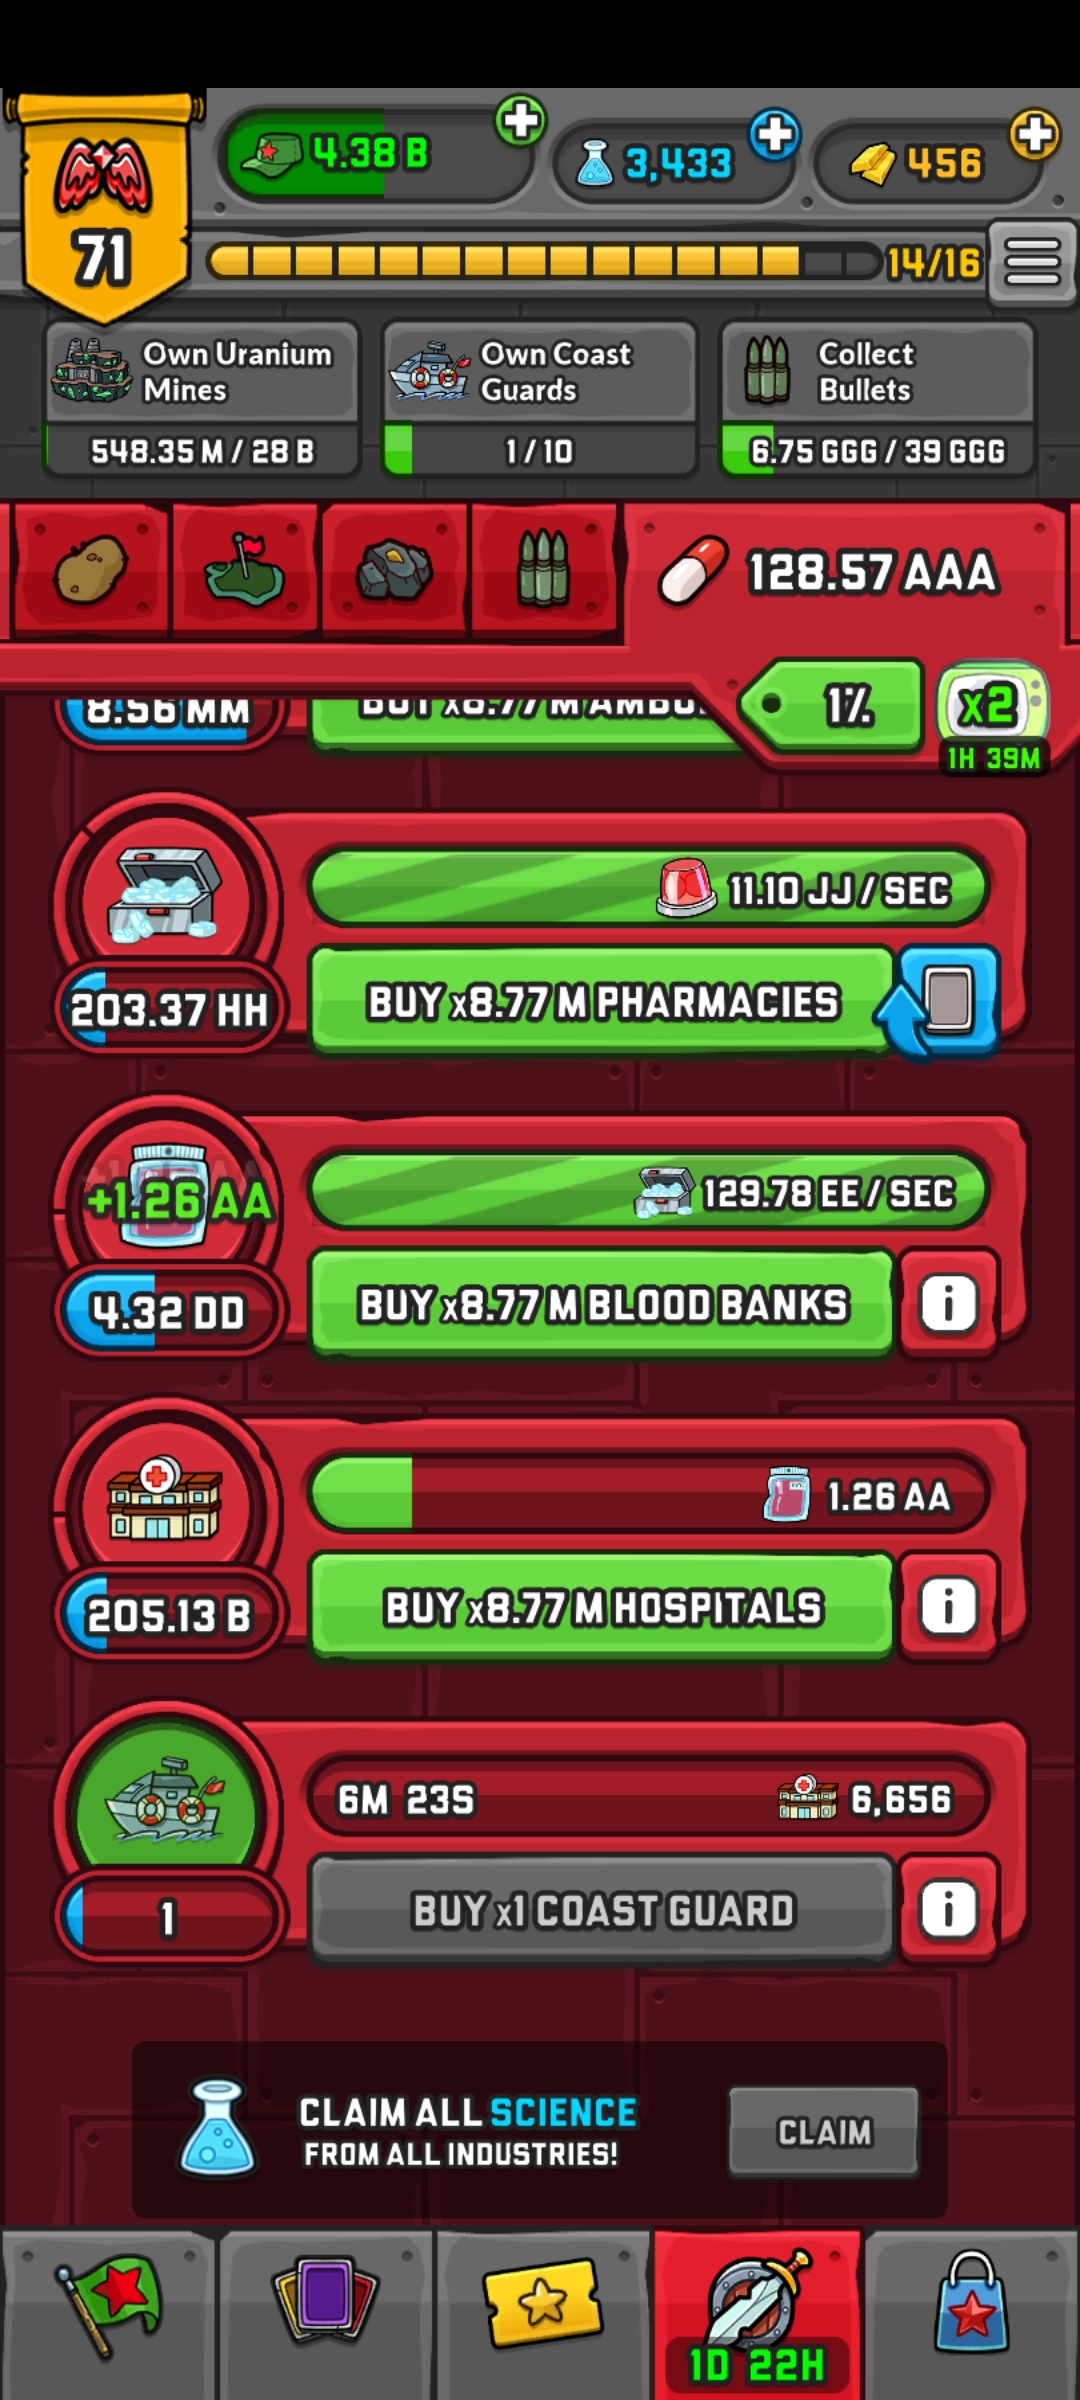 71
4.38 B
3,433
456
14/16
Own Uranium
Mines
548.35 M / 28 B
Own Coast
Guards
1 / 10
Collect
Bullets
6.75 GGG / 39 GGG
128.57 AAA
1%
x2
1H 39M
8.56 MM
BUY x8.77 M
11.10 JJ / SEC
203.37 HH
BUY x8.77 M PHARMACIES
+1.26 AA
129.78 EE / SEC
4.32 DD
BUY x8.77 M BLOOD BANKS
i
1.26 AA
205.13 B
BUY x8.77 M HOSPITALS
i
6M 23S
6,656
1
BUY x1 COAST GUARD
i
CLAIM ALL SCIENCE
FROM ALL INDUSTRIES!
CLAIM
1D 22H